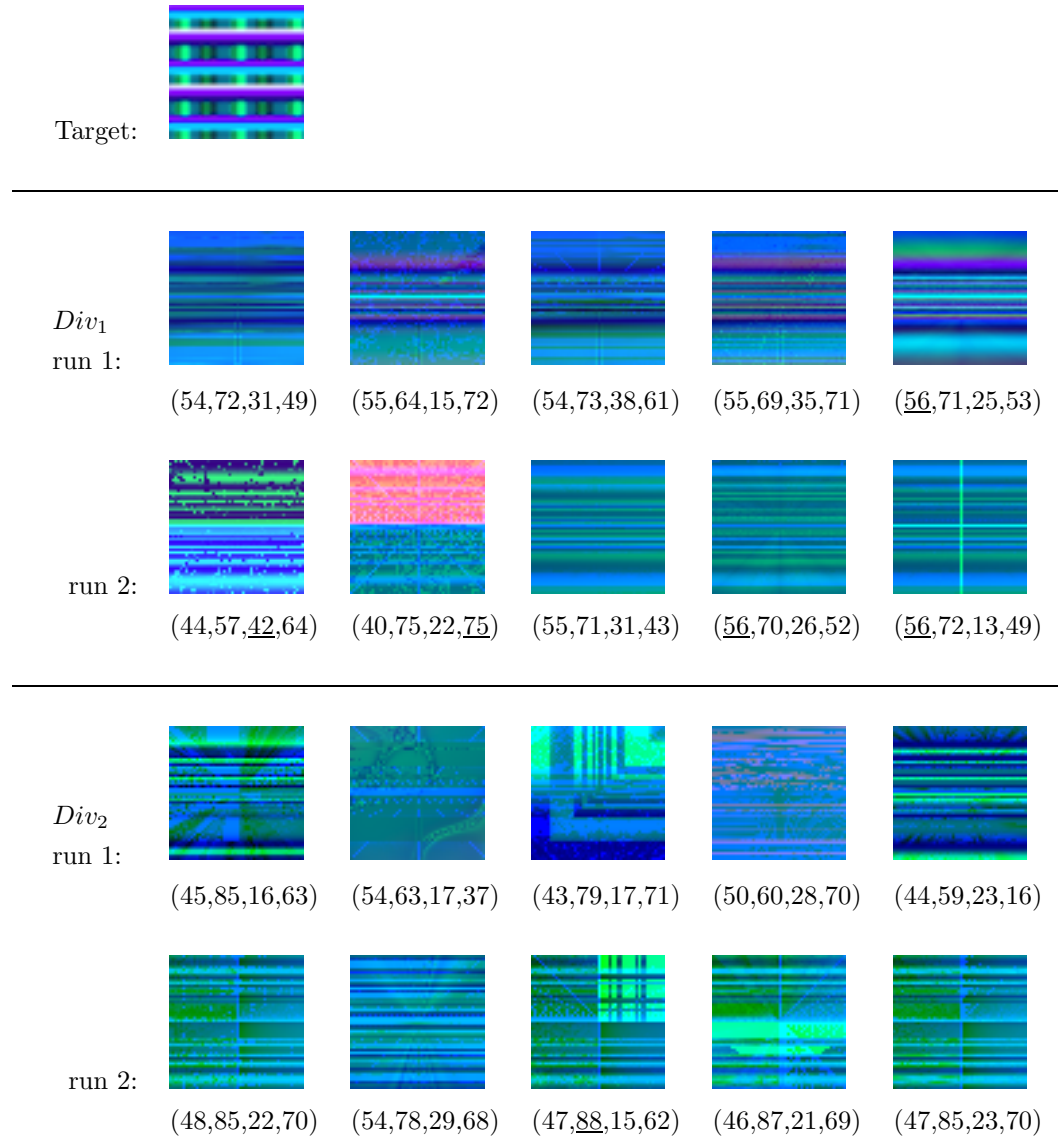 Target:
Div1
run 1:
(54,72,31,49) (55,64,15,72) (54,73,38,61) (55,69,35,71) (56,71,25,53)
run 2:
(44,57,42,64) (40,75,22,75) (55,71,31,43) (56,70,26,52) (56,72,13,49)
Div2
run 1:
(45,85,16,63) (54,63,17,37) (43,79,17,71) (50,60,28,70) (44,59,23,16)
run 2:
(48,85,22,70) (54,78,29,68) (47,88,15,62) (46,87,21,69) (47,85,23,70)